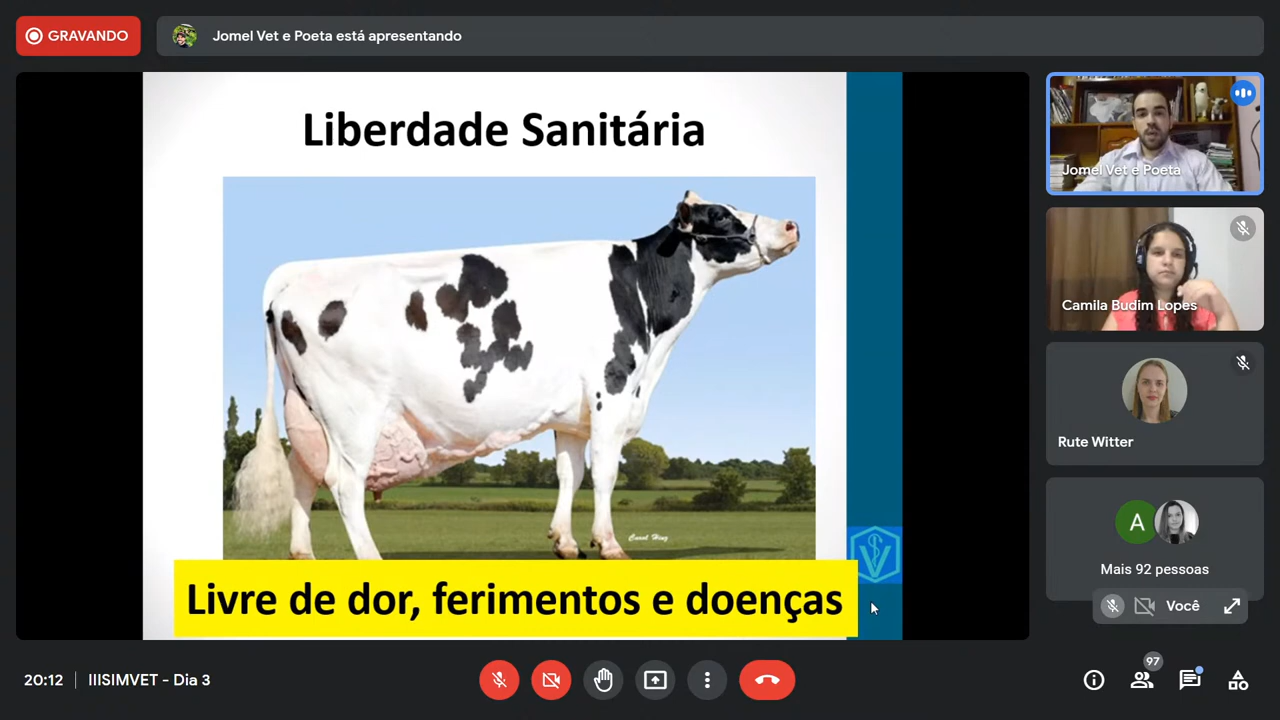 GRAVANDO
Jomel Vet e Poeta está apresentando
Liberdade Sanitária
Livre de dor, ferimentos e doenças
Jomel Vet e Poeta
Camila Budim Lopes
Rute Witter
A
Mais 92 pessoas
Você
20:12 | IIISIMVET - Dia 3
97